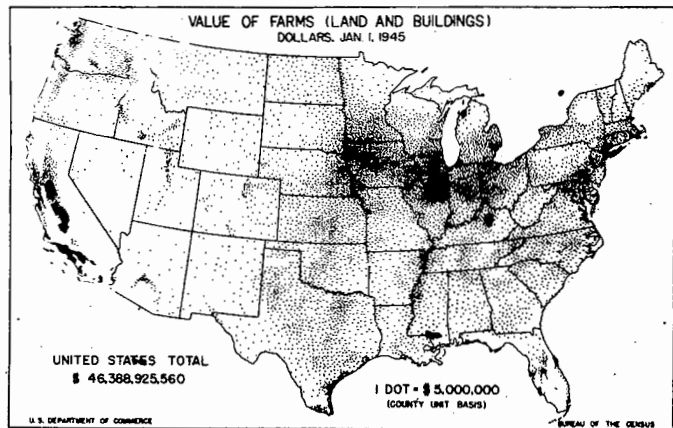 VALUE OF FARMS (LAND AND BUILDINGS)
DOLLARS, JAN. 1, 1945
UNITED STATES TOTAL
$ 46,388,925,560
1 DOT = $ 5,000,000
(COUNTY UNIT BASIS)
U. S. DEPARTMENT OF COMMERCE
BUREAU OF THE CENSUS